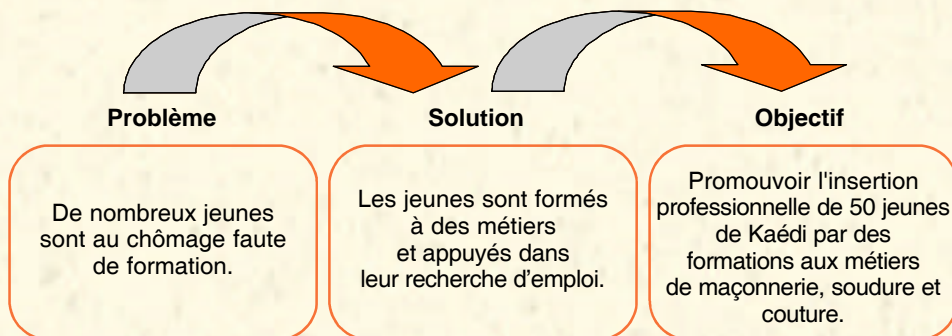 Problème
Solution
Objectif
De nombreux jeunes
sont au chômage faute
de formation.
Les jeunes sont formés
à des métiers
et appuyés dans
leur recherche d’emploi.
Promouvoir l'insertion
professionnelle de 50 jeunes
de Kaédi par des
formations aux métiers
de maçonnerie, soudure et
couture.